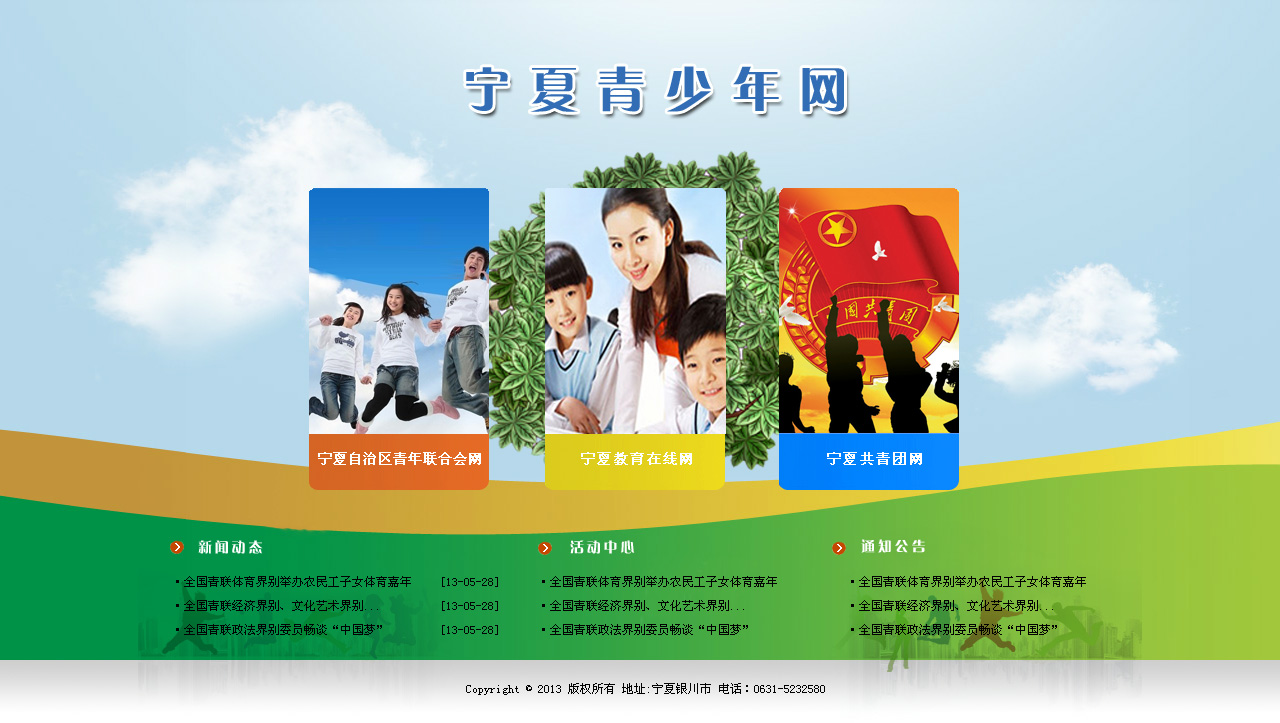 宁夏青少年网
中国共青团
宁夏自治区青年联合会网
宁夏教育在线网
宁夏共青团网
新闻动态
全国青联体育界别举办农民工子女体育嘉年 [13-05-28]
全国青联经济界别、文化艺术界别... [13-05-28]
全国青联政法界别委员畅谈“中国梦” [13-05-28]
活动中心
全国青联体育界别举办农民工子女体育嘉年
全国青联经济界别、文化艺术界别...
全国青联政法界别委员畅谈“中国梦”
通知公告
全国青联体育界别举办农民工子女体育嘉年
全国青联经济界别、文化艺术界别...
全国青联政法界别委员畅谈“中国梦”
Copyright © 2013 版权所有 地址:宁夏银川市 电话：0631-5232580